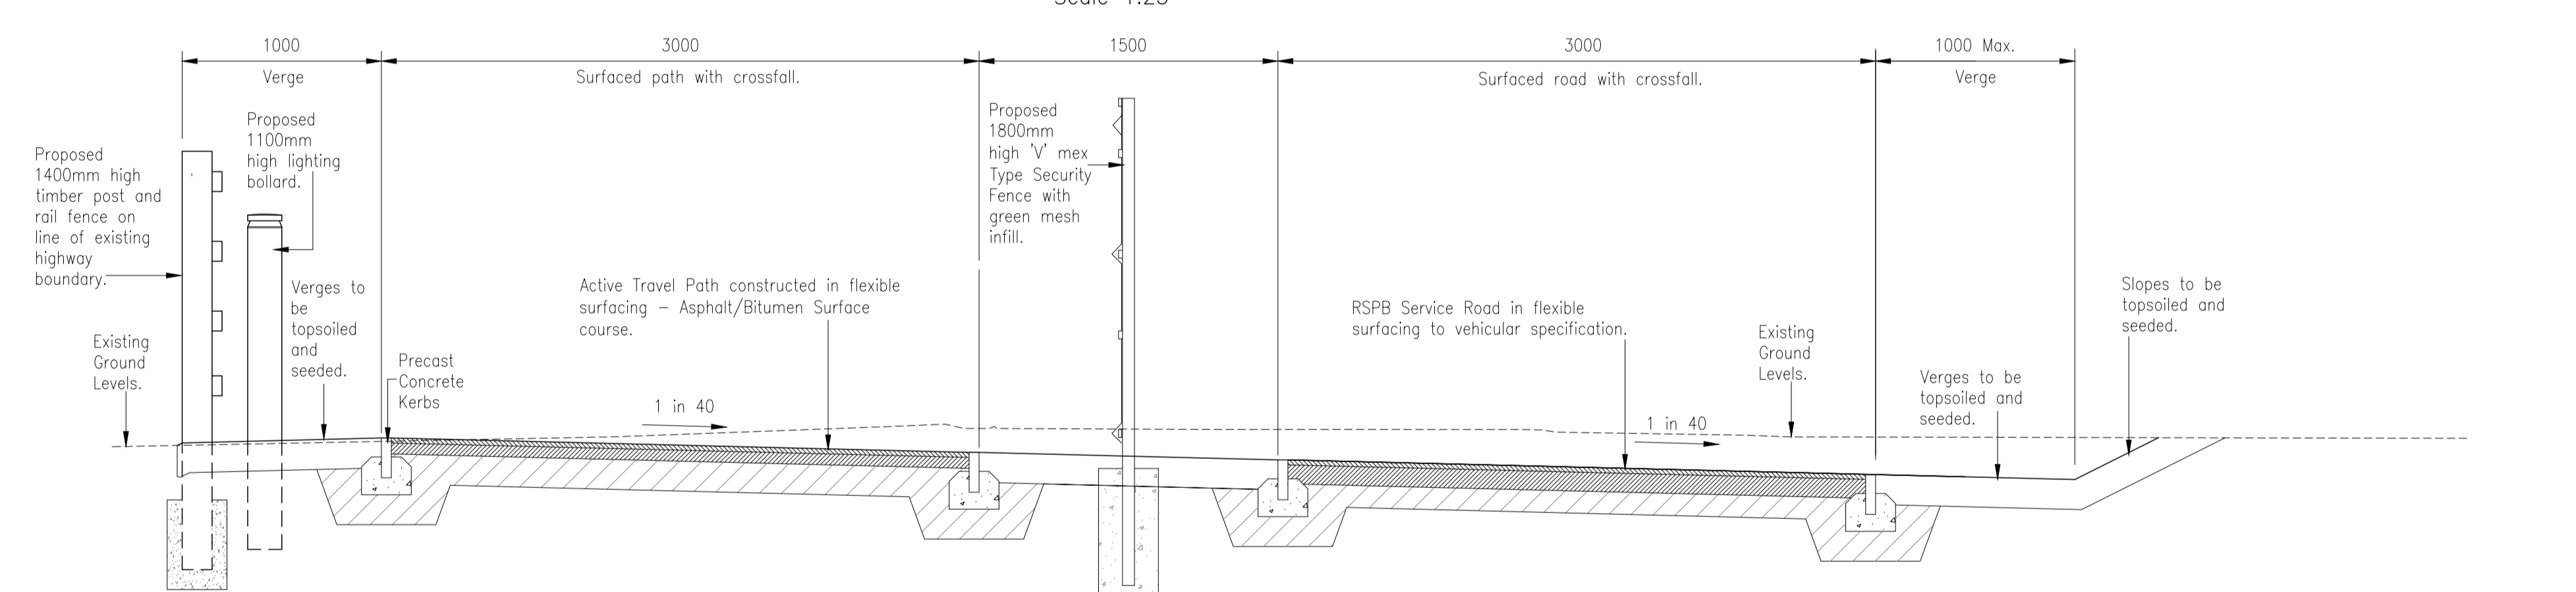 1000
3000
1500
3000
1000 Max.
Verge
Surfaced path with crossfall.
Surfaced road with crossfall.
Verge
Proposed
1400mm high
timber post and
rail fence on
line of existing
highway
boundary.
Proposed
1100mm
high lighting
bollard.
Verges to
be
topsoiled
and
seeded.
Existing
Ground
Levels.
Precast
Concrete
Kerbs
Active Travel Path constructed in flexible
surfacing – Asphalt/Bitumen Surface
course.
1 in 40
Proposed
1800mm
high 'V' mex
Type Security
Fence with
green mesh
infill.
RSPB Service Road in flexible
surfacing to vehicular specification.
1 in 40
Existing
Ground
Levels.
Verges to be
topsoiled and
seeded.
Slopes to be
topsoiled and
seeded.